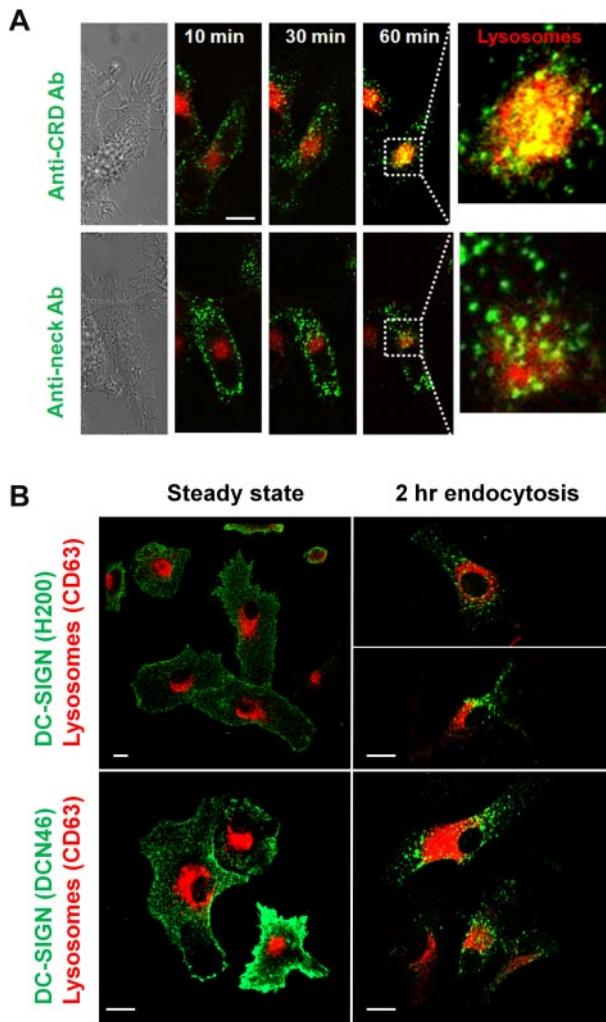 A
10 min
30 min
60 min
Lysosomes
Anti-CRD Ab
Anti-neck Ab
B
Steady state
2 hr endocytosis
DC-SIGN (H200)
Lysosomes (CD63)
DC-SIGN (DCN46)
Lysosomes (CD63)